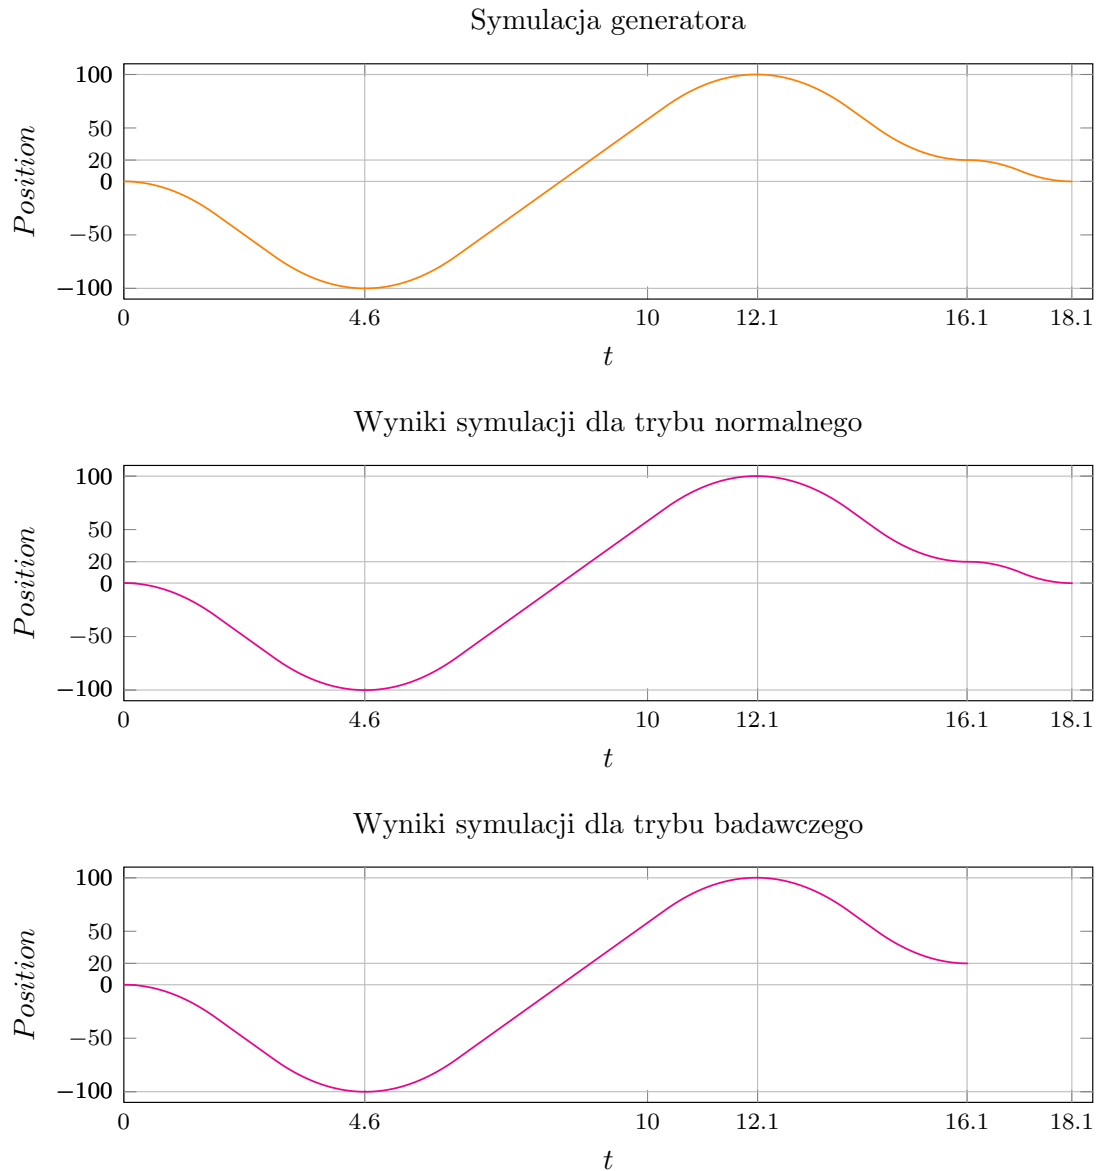 Symulacja generatora
Position
100
50
20
0
−50
−100
0 4.6 10 12.1 16.1 18.1
t
Wyniki symulacji dla trybu normalnego
Position
100
50
20
0
−50
−100
0 4.6 10 12.1 16.1 18.1
t
Wyniki symulacji dla trybu badawczego
Position
100
50
20
0
−50
−100
0 4.6 10 12.1 16.1 18.1
t